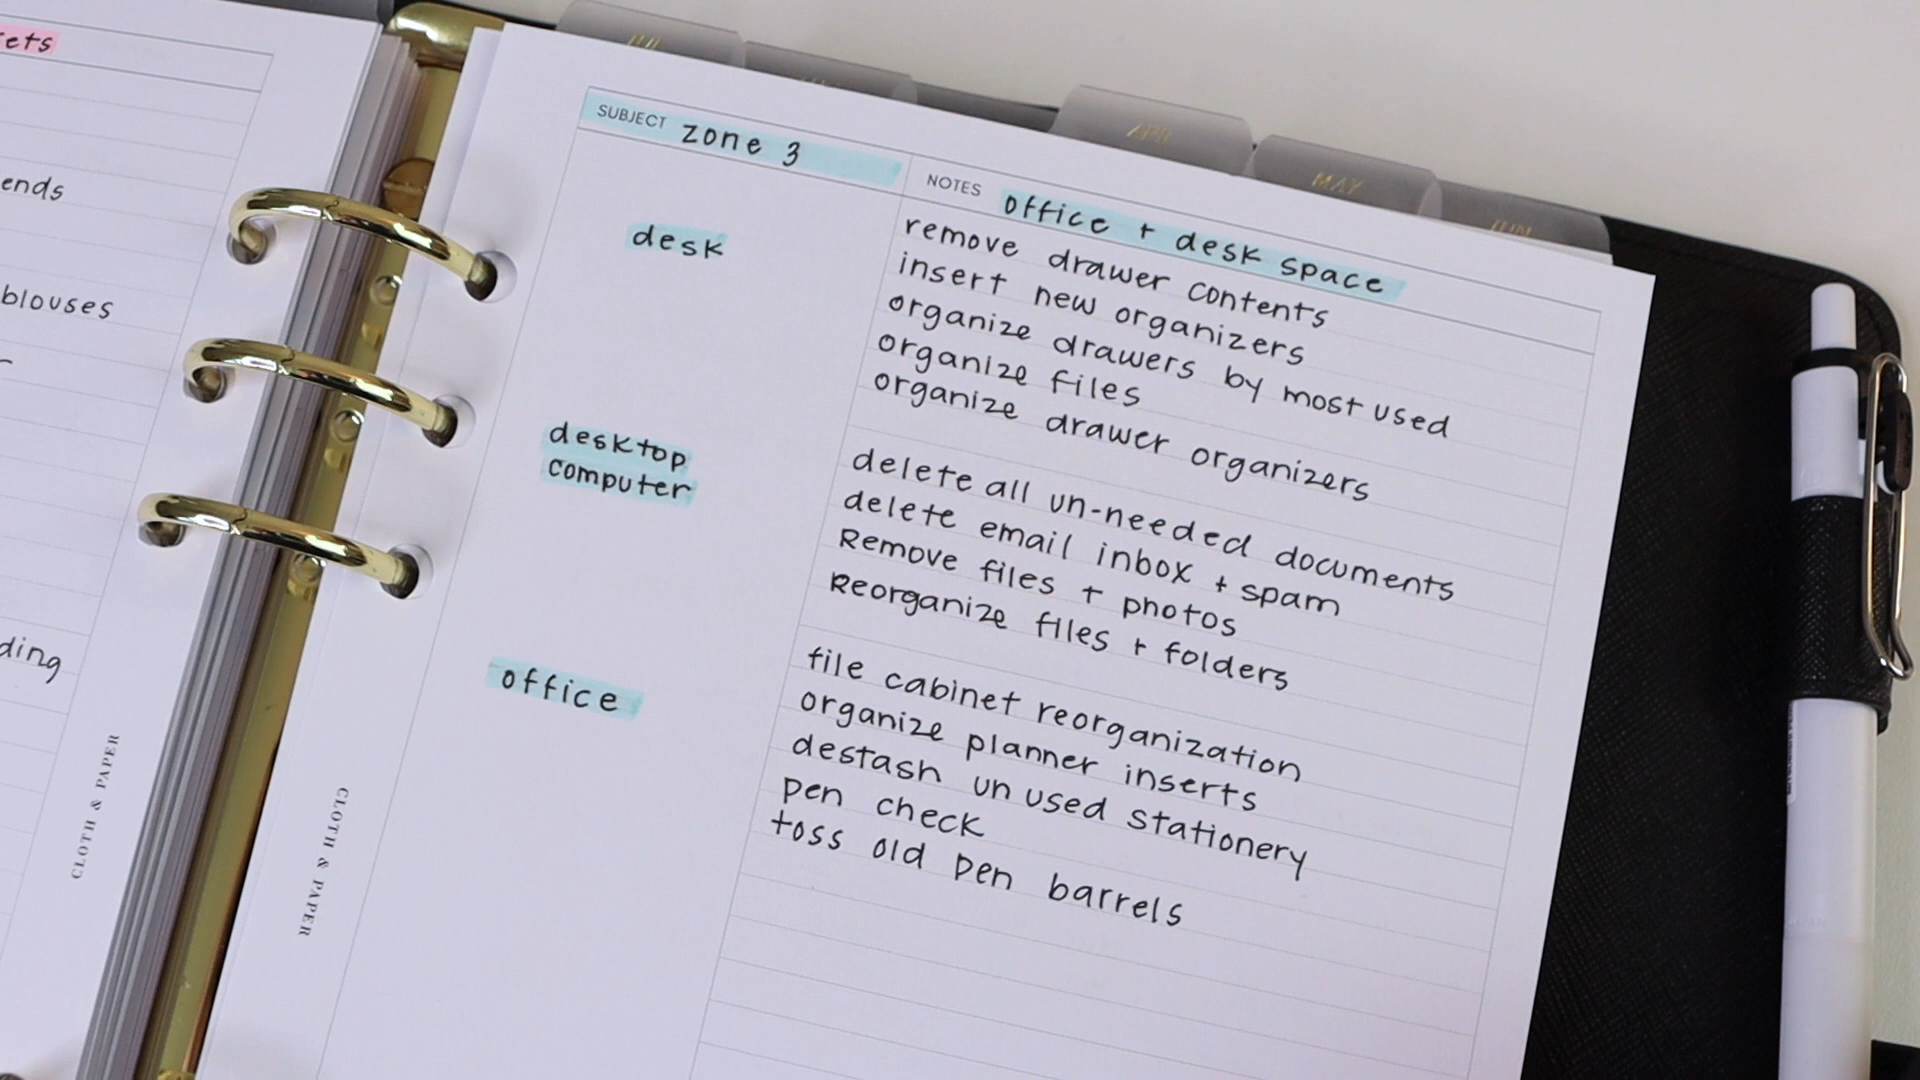 ends
blouses
ding
CLOTH & PAPER
CLOTH & PAPER
APR
MAY
JUN
SUBJECT zone 3
NOTES office + desk space
desk
remove drawer contents
insert new organizers
organize drawers by most used
organize files
organize drawer organizers
desktop
computer
delete all un-needed documents
delete email inbox + spam
Remove files + photos
Reorganize files + folders
office
file cabinet reorganization
organize planner inserts
destash unused stationery
pen check
toss old pen barrels